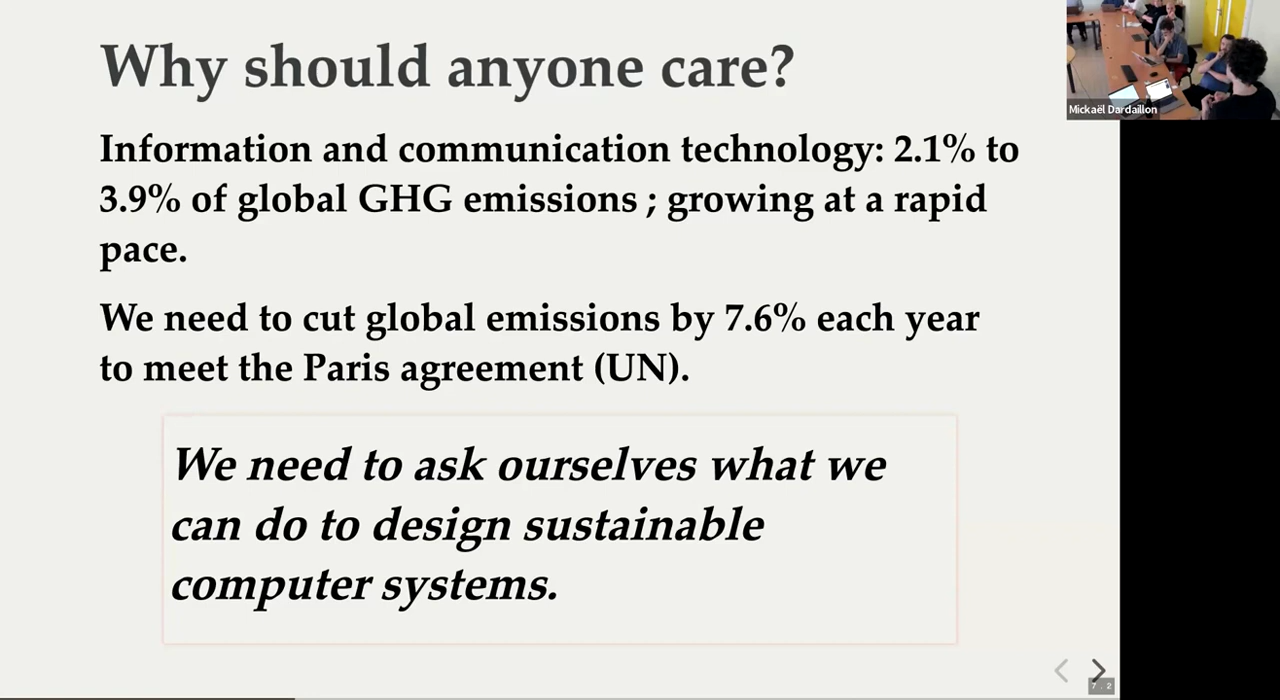 Why should anyone care?
Information and communication technology: 2.1% to
3.9% of global GHG emissions ; growing at a rapid
pace.
We need to cut global emissions by 7.6% each year
to meet the Paris agreement (UN).
We need to ask ourselves what we
can do to design sustainable
computer systems.
Mickaël Dardaillon
7.2